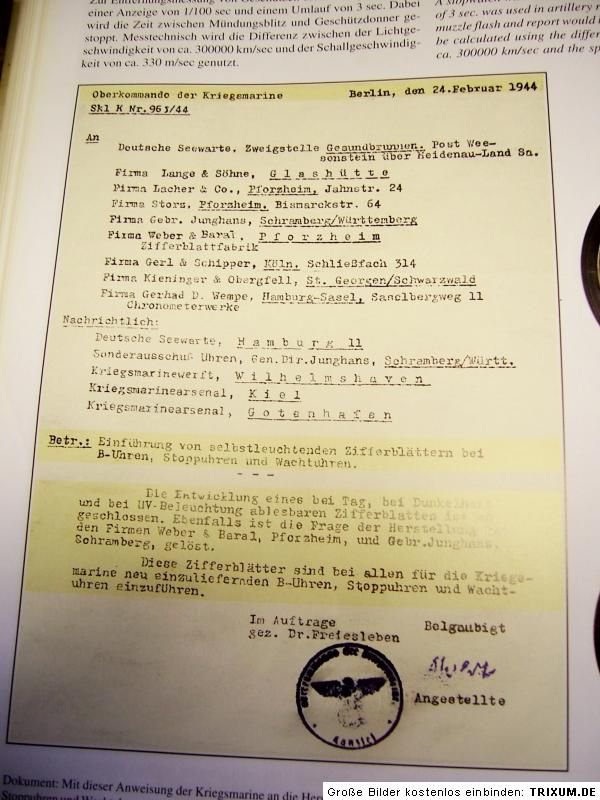 einer Anzeige von 1/100 sec und einem Umlauf von 3 sec. Dabei
wird die Zeit zwischen Mündungsblitz und Geschützdonner ge-
stoppt. Messtechnisch wird die Differenz zwischen der Lichtge-
schwindigkeit von ca. 300000 km/sec und der Schallgeschwindig-
keit von ca. 330 m/sec genutzt.
A stopwatch
of 3 sec. was used in artillery
muzzle flash and report would
be calculated using the differ
ca. 300000 km/sec and the sp
Oberkommando der Kriegsmarine
Berlin, den 24.Februar 1944
Skl K Nr. 963/44
An
Deutsche Seewarte, Zweigstelle Gesundbrunnen, Post Wee-
senstein über Heidenau-Land Sa.
Firma Lange & Söhne, Glashütte
Firma Lacher & Co., Pforzheim, Jahnstr. 24
Firma Storz, Pforzheim, Bismarckstr. 64
Firma Gebr. Junghans, Schramberg/Württemberg
Firma Weber & Baral, Pforzheim
Zifferblattfabrik
Firma Gerl & Schipper, Köln, Schließfach 314
Firma Kieninger & Obergfell, St. Georgen/Schwarzwald
Firma Gerhad D. Wempe, Hamburg-Sasel, Saselbergweg 11
Chronometerwerke
Nachrichtlich:
Deutsche Seewarte, Hamburg 11
Sonderausschuß Uhren, Gen.Dir.Junghans, Schramberg/Württ.
Kriegsmarinewerft, Wilhelmshaven
Kriegsmarinearsenal, Kiel
Kriegsmarinearsenal, Gotenhafen
Betr.: Einführung von selbstleuchtenden Zifferblättern bei
B-Uhren, Stoppuhren und Wachtuhren.
- - -
Die Entwicklung eines bei Tag, bei Dunkelheit
und bei UV-Beleuchtung ablesbaren Zifferblattes ist
geschlossen. Ebenfalls ist die Frage der Herstellung
den Firmen Weber & Baral, Pforzheim, und Gebr.Junghans,
Schramberg, gelöst.
Diese Zifferblätter sind bei allen für die Kriegs-
marine neu einzuliefernden B-Uhren, Stoppuhren und Wacht-
uhren einzuführen.
Im Auftrage
gez. Dr.Freiesleben
Belgaubigt
Oberkommando der Kriegsmarine
Angestellte
Dokument: Mit dieser Anweisung der Kriegsmarine an die Her
Große Bilder kostenlos einbinden: TRIXUM.DE